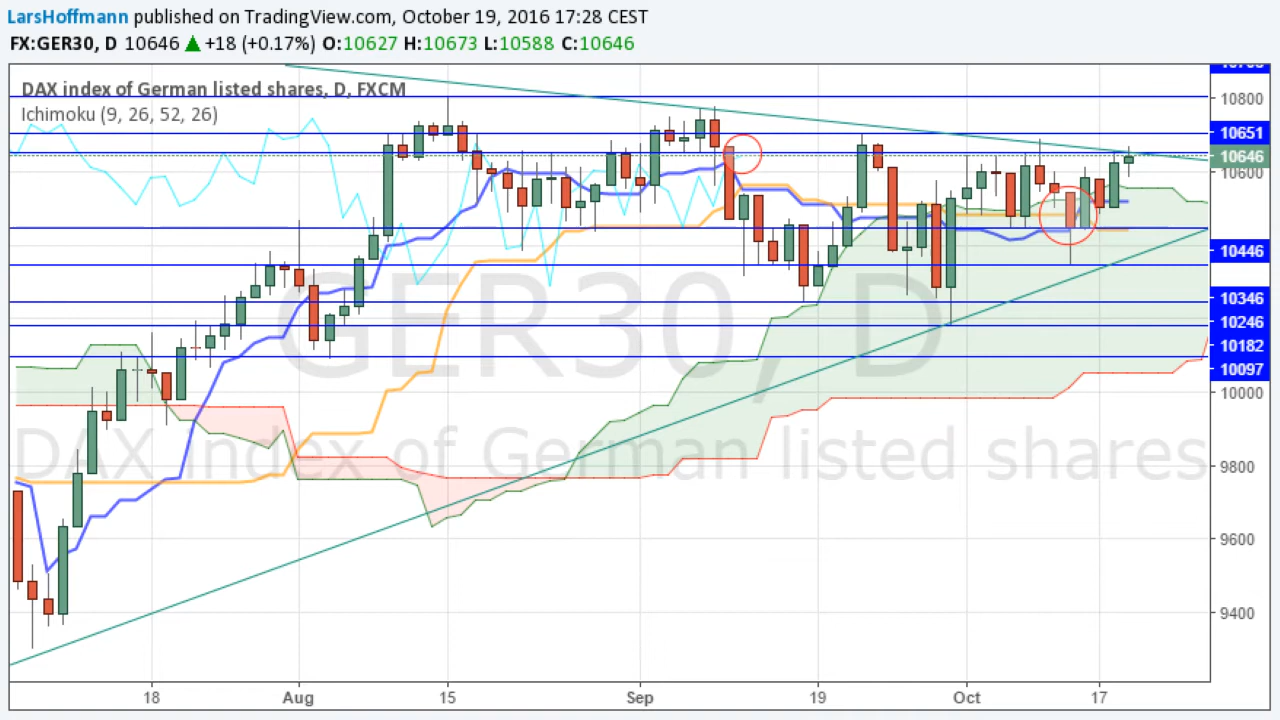 LarsHoffmann published on TradingView.com, October 19, 2016 17:28 CEST
FX:GER30, D 10646 ▲ +18 (+0.17%) O:10627 H:10673 L:10588 C:10646
DAX index of German listed shares, D, FXCM
Ichimoku (9, 26, 52, 26)
10800
10651
10646
10600
10446
10346
10246
10182
10097
10000
9800
9600
9400
GER30, D
DAX index of German listed shares
18 Aug 15 Sep 19 Oct 17